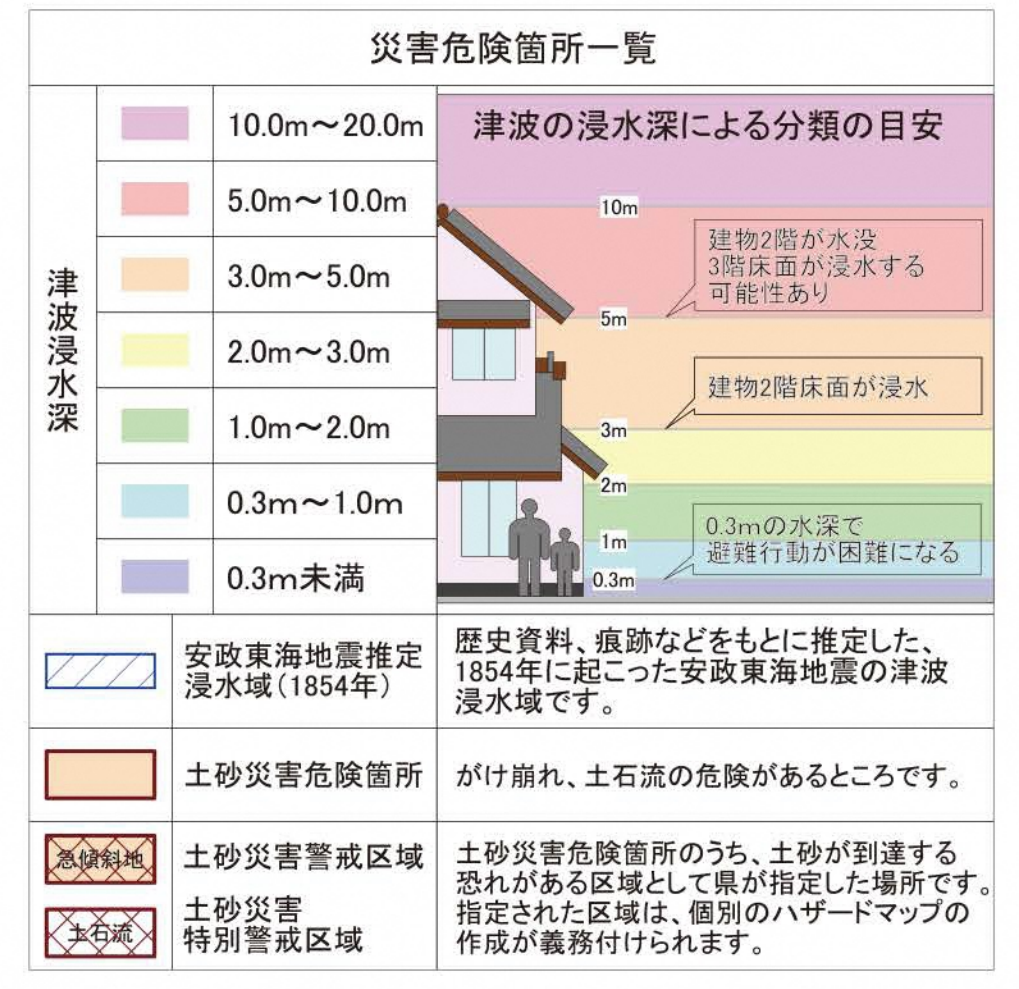 災害危険箇所一覧
津波浸水深
10.0m～20.0m
5.0m～10.0m
3.0m～5.0m
2.0m～3.0m
1.0m～2.0m
0.3m～1.0m
0.3m未満
津波の浸水深による分類の目安
10m
建物2階が水没
3階床面が浸水する
可能性あり
5m
建物2階床面が浸水
3m
2m
0.3mの水深で
避難行動が困難になる
1m
0.3m
安政東海地震推定
浸水域（1854年）
歴史資料、痕跡などをもとに推定した、
1854年に起こった安政東海地震の津波
浸水域です。
土砂災害危険箇所
がけ崩れ、土石流の危険があるところです。
急傾斜地
土砂災害警戒区域
土石流
土砂災害
特別警戒区域
土砂災害危険箇所のうち、土砂が到達する
恐れがある区域として県が指定した場所です。
指定された区域は、個別のハザードマップの
作成が義務付けられます。